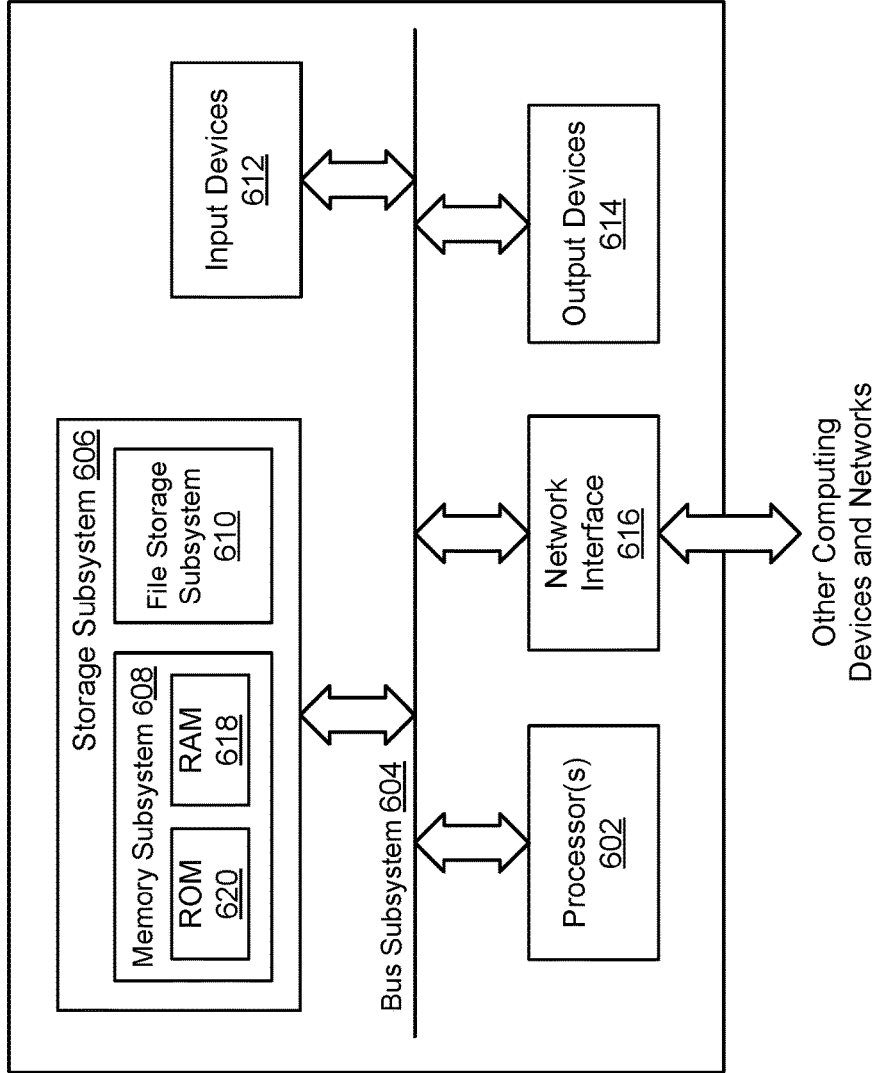 Storage Subsystem 606
Memory Subsystem 608
ROM
620
RAM
618
File Storage
Subsystem
610
Input Devices
612
Bus Subsystem 604
Processor(s)
602
Network
Interface
616
Output Devices
614
Other Computing
Devices and Networks